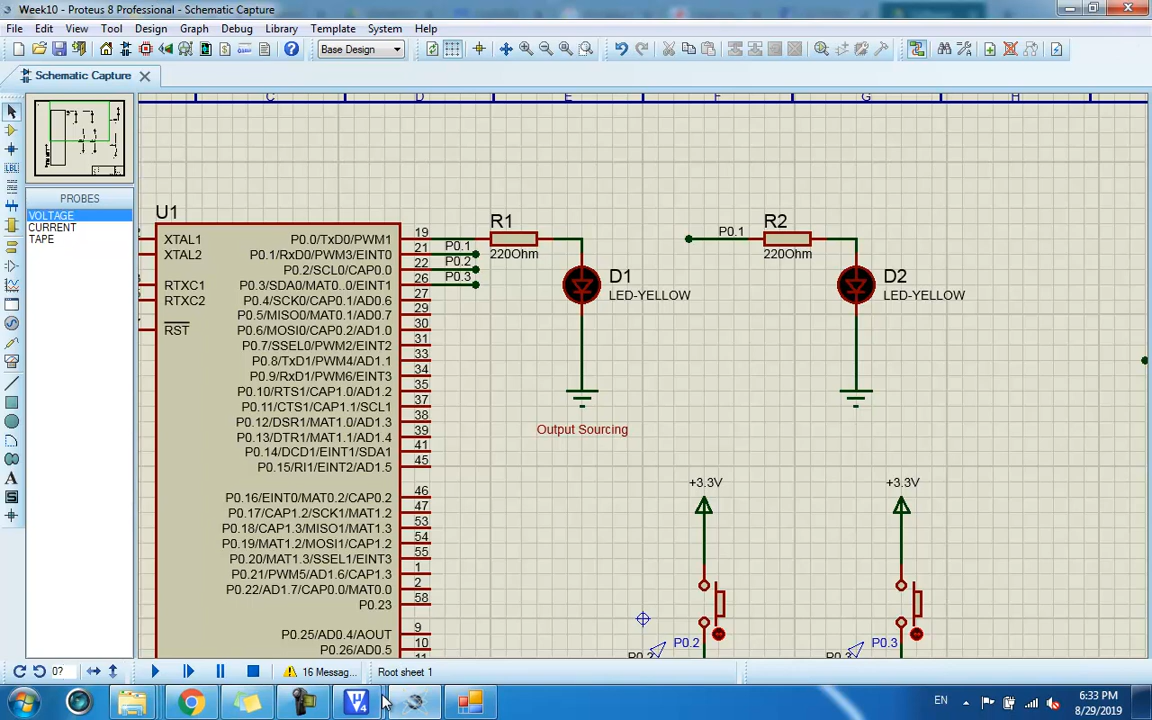 Week10 - Proteus 8 Professional - Schematic Capture
File Edit View Tool Design Graph Debug Library Template System Help
Base Design
Schematic Capture
PROBES
VOLTAGE
CURRENT
TAPE
C D E F G H
U1
XTAL1
XTAL2
RTXC1
RTXC2
RST
P0.0/TxD0/PWM1 19
P0.1/RxD0/PWM3/EINT0 21
P0.2/SCL0/CAP0.0 22
P0.3/SDA0/MAT0..0/EINT1 26
P0.4/SCK0/CAP0.1/AD0.6 27
P0.5/MISO0/MAT0.1/AD0.7 29
P0.6/MOSI0/CAP0.2/AD1.0 30
P0.7/SSEL0/PWM2/EINT2 31
P0.8/TxD1/PWM4/AD1.1 33
P0.9/RxD1/PWM6/EINT3 34
P0.10/RTS1/CAP1.0/AD1.2 35
P0.11/CTS1/CAP1.1/SCL1 37
P0.12/DSR1/MAT1.0/AD1.3 38
P0.13/DTR1/MAT1.1/AD1.4 39
P0.14/DCD1/EINT1/SDA1 41
P0.15/RI1/EINT2/AD1.5 45
P0.16/EINT0/MAT0.2/CAP0.2 46
P0.17/CAP1.2/SCK1/MAT1.2 47
P0.18/CAP1.3/MISO1/MAT1.3 53
P0.19/MAT1.2/MOSI1/CAP1.2 54
P0.20/MAT1.3/SSEL1/EINT3 55
P0.21/PWM5/AD1.6/CAP1.3 1
P0.22/AD1.7/CAP0.0/MAT0.0 2
P0.23 58
P0.25/AD0.4/AOUT 9
P0.26/AD0.5 10
11
P0.1
P0.2
P0.3
R1
220Ohm
D1
LED-YELLOW
Output Sourcing
P0.1
R2
220Ohm
D2
LED-YELLOW
+3.3V
+3.3V
P0.2
P0.2
P0.3
P0.3
0?
16 Messag...
Root sheet 1
EN
6:33 PM
8/29/2019